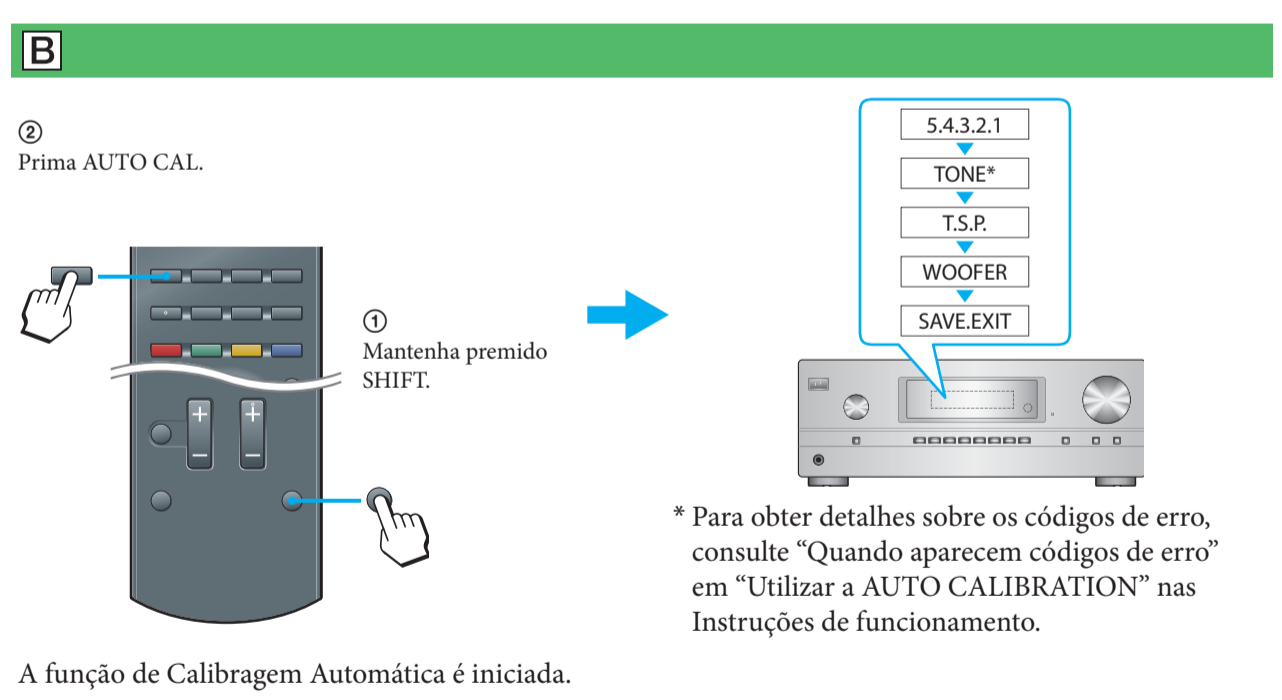 B
②
Prima AUTO CAL.
①
Mantenha premido
SHIFT.
+
+
−
−
5.4.3.2.1
TONE*
T.S.P.
WOOFER
SAVE.EXIT
* Para obter detalhes sobre os códigos de erro,
consulte “Quando aparecem códigos de erro”
em “Utilizar a AUTO CALIBRATION” nas
Instruções de funcionamento.
A função de Calibragem Automática é iniciada.